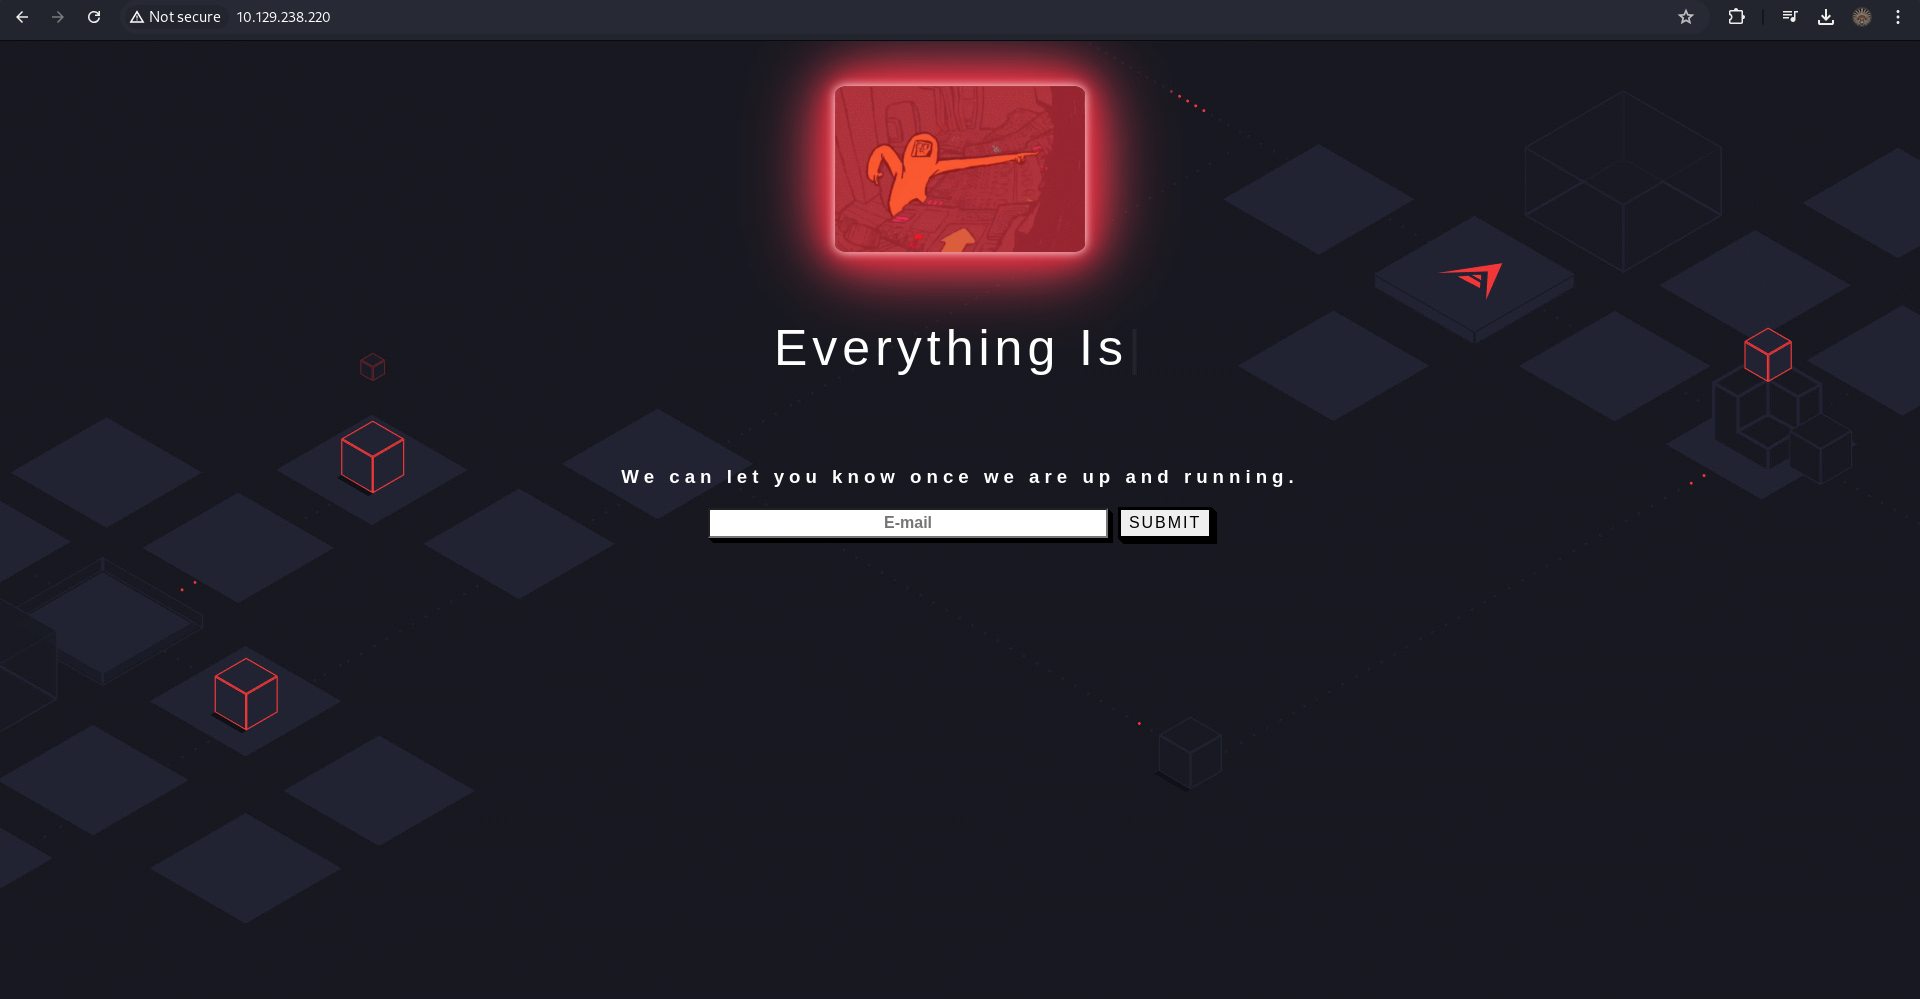 Not secure 10.129.238.220
Everything Is
We can let you know once we are up and running.
E-mail SUBMIT